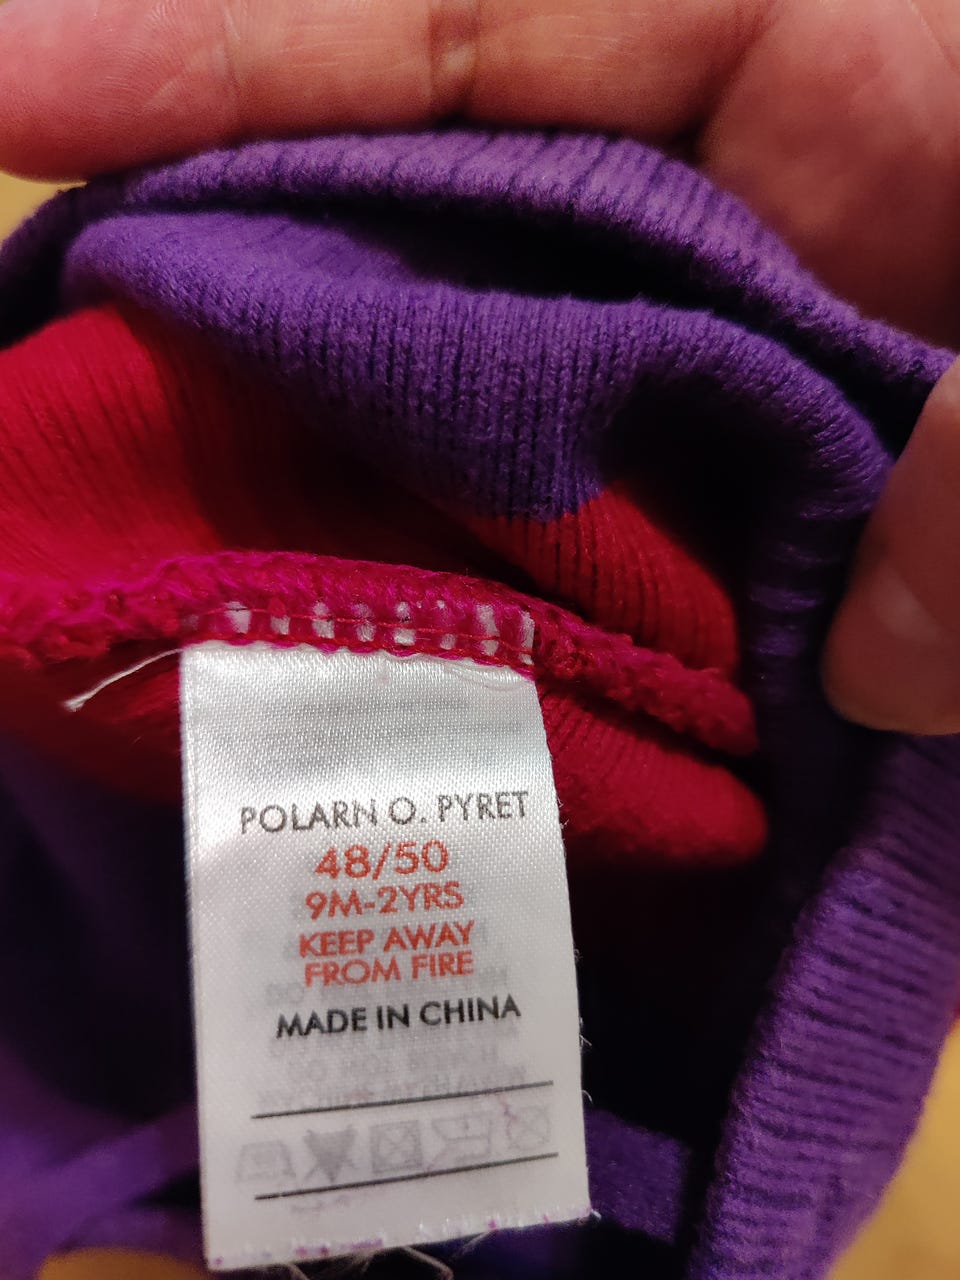 POLARN O. PYRET
48/50
9M-2YRS
KEEP AWAY
FROM FIRE
MADE IN CHINA